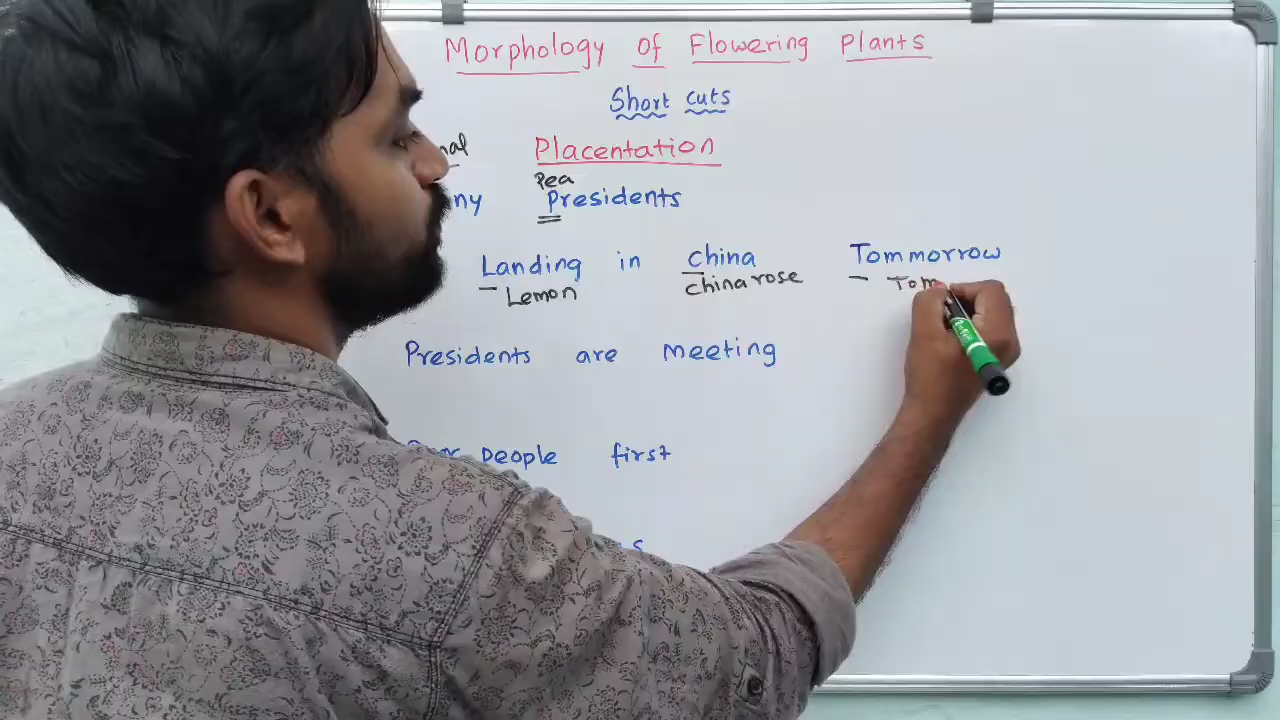 Morphology of Flowering Plants
Short cuts
Placentation
Pea
Presidents
Landing in china Tommorrow
Lemon china rose Tom
Presidents are meeting
people first